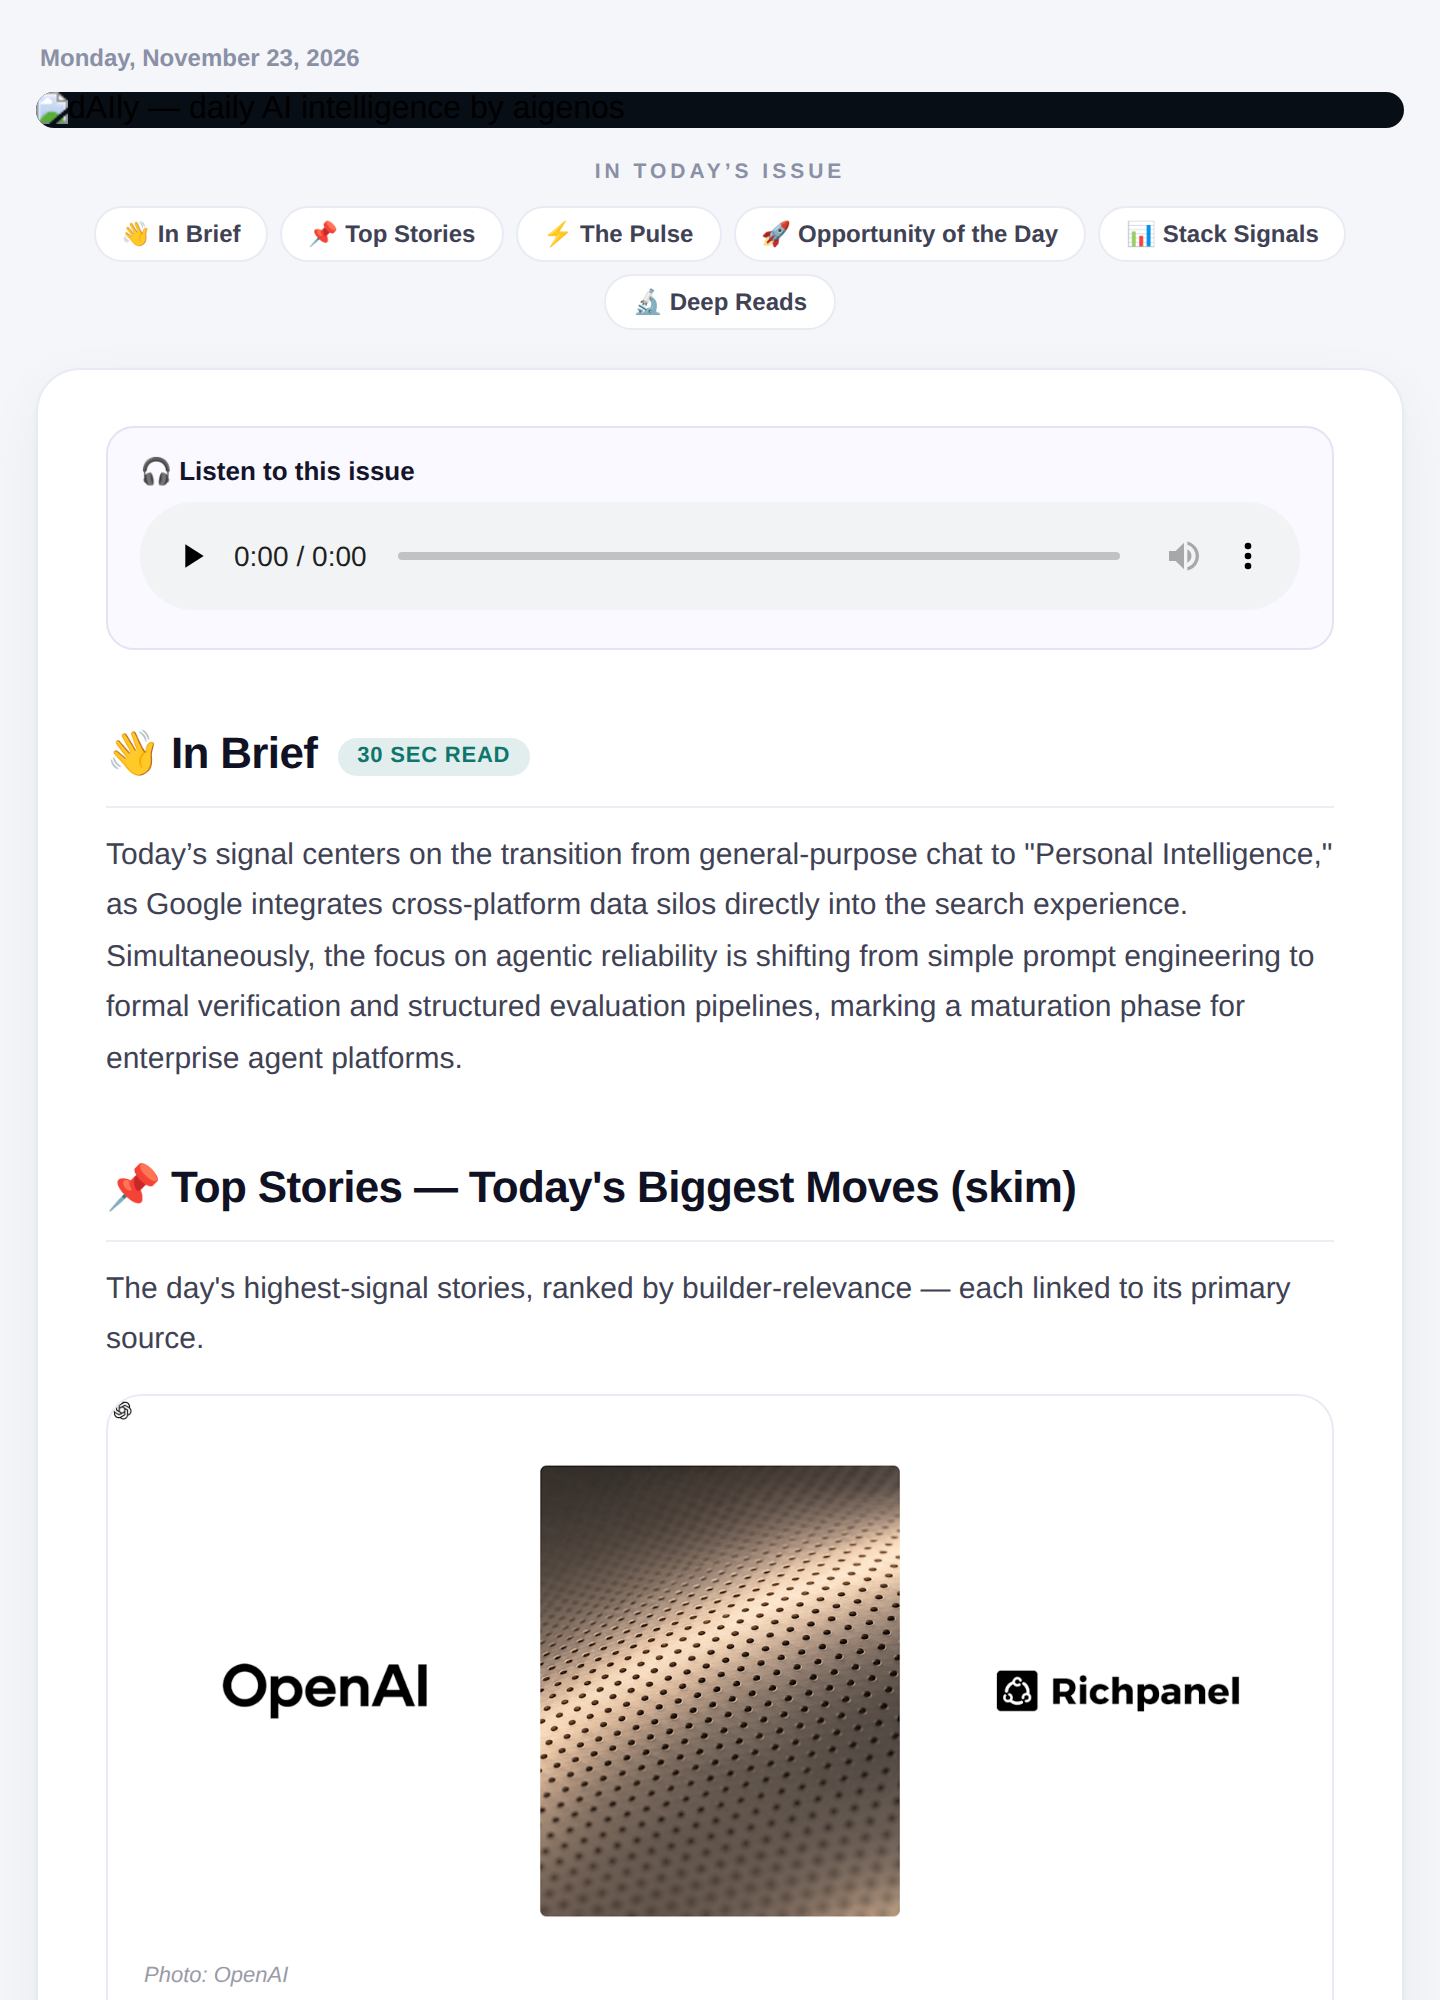 Monday, November 23, 2026
dAIly — daily AI intelligence by aigenos
IN TODAY’S ISSUE
👋 In Brief
📌 Top Stories
⚡ The Pulse
🚀 Opportunity of the Day
📊 Stack Signals
🔬 Deep Reads
🎧 Listen to this issue
0:00 / 0:00
👋 In Brief 30 SEC READ
Today’s signal centers on the transition from general-purpose chat to "Personal Intelligence,"
as Google integrates cross-platform data silos directly into the search experience.
Simultaneously, the focus on agentic reliability is shifting from simple prompt engineering to
formal verification and structured evaluation pipelines, marking a maturation phase for
enterprise agent platforms.
📌 Top Stories — Today's Biggest Moves (skim)
The day's highest-signal stories, ranked by builder-relevance — each linked to its primary
source.
OpenAI
Richpanel
Photo: OpenAI